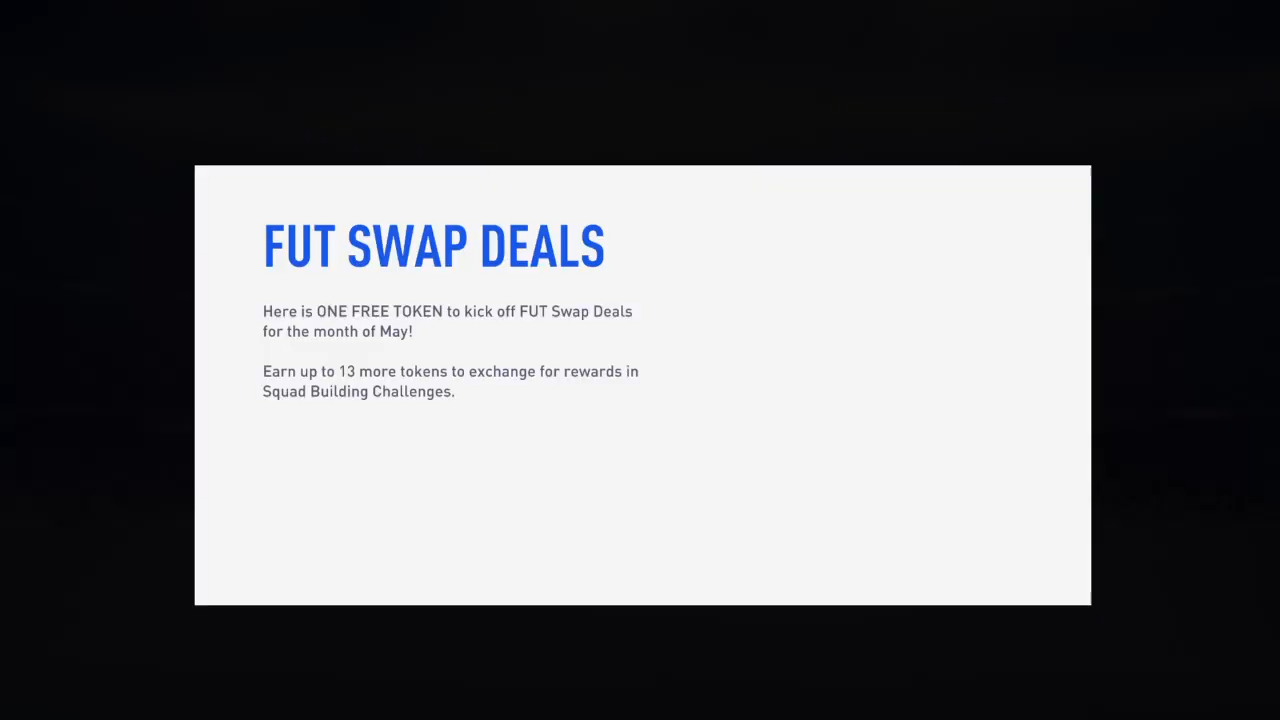 FUT SWAP DEALS
Here is ONE FREE TOKEN to kick off FUT Swap Deals
for the month of May!
Earn up to 13 more tokens to exchange for rewards in
Squad Building Challenges.